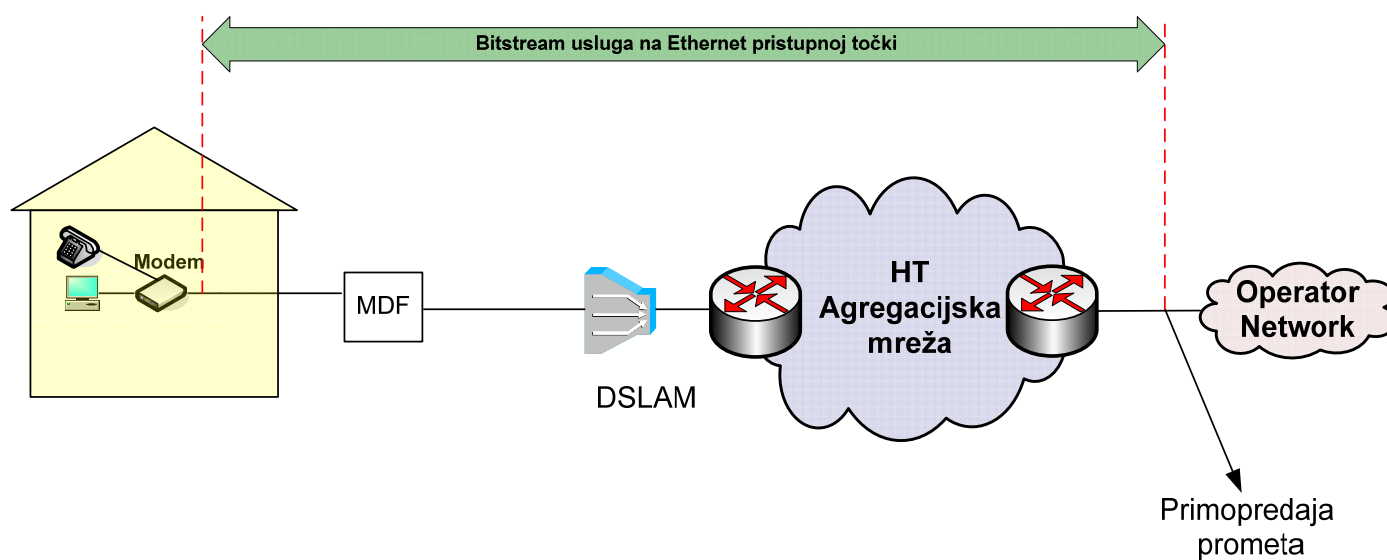 Bitstream usluga na Ethernet pristupnoj točki
Modem
MDF
DSLAM
HT
Agregacijska
mreža
Operator
Network
Primopredaja
prometa